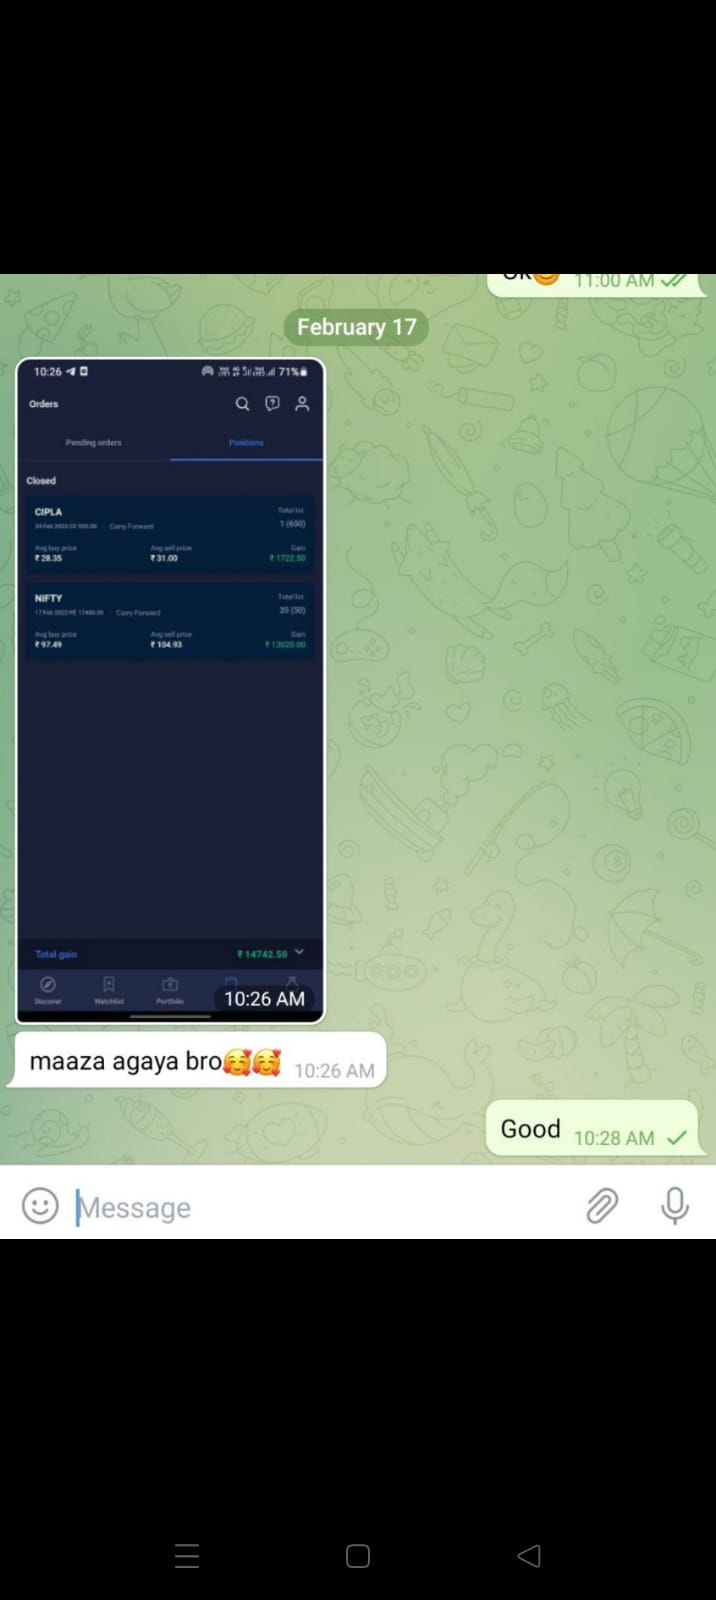 Ok😊 11:00 AM
February 17
10:26 71%
Orders
Pending orders Positions
Closed
CIPLA Total lot.
24 Feb 2022 CE 930.00 | Carry Forward 1 (650)
Avg buy price Avg sell price Gain
₹ 28.35 ₹ 31.00 ₹ 1722.50
NIFTY Total lot.
17 Feb 2022 PE 17400.00 | Carry Forward 35 (50)
Avg buy price Avg sell price Gain
₹ 97.49 ₹ 104.93 ₹ 13020.00
Total gain ₹ 14742.50
Discover Watchlist Portfolio
10:26 AM
maaza agaya bro🥰🥰 10:26 AM
Good 10:28 AM
Message